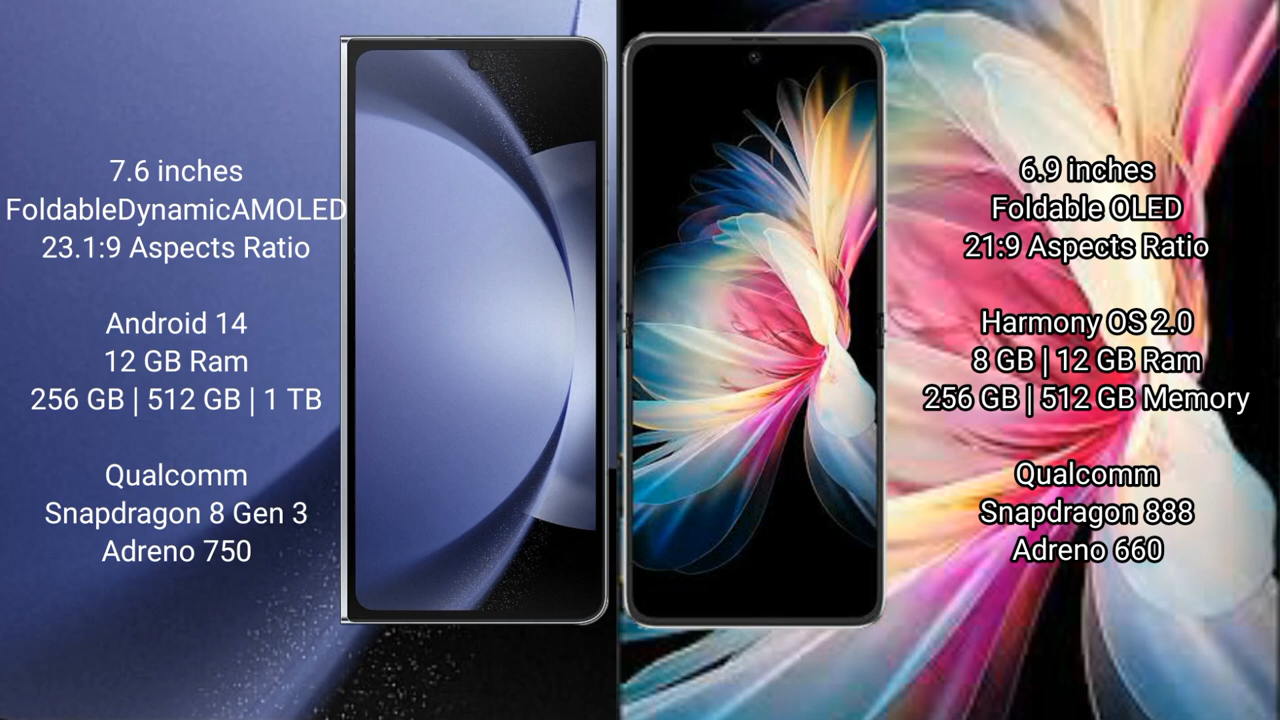 7.6 inches
FoldableDynamicAMOLED
23.1:9 Aspects Ratio
Android 14
12 GB Ram
256 GB | 512 GB | 1 TB
Qualcomm
Snapdragon 8 Gen 3
Adreno 750
6.9 inches
Foldable OLED
21:9 Aspects Ratio
Harmony OS 2.0
8 GB | 12 GB Ram
256 GB | 512 GB Memory
Qualcomm
Snapdragon 888
Adreno 660